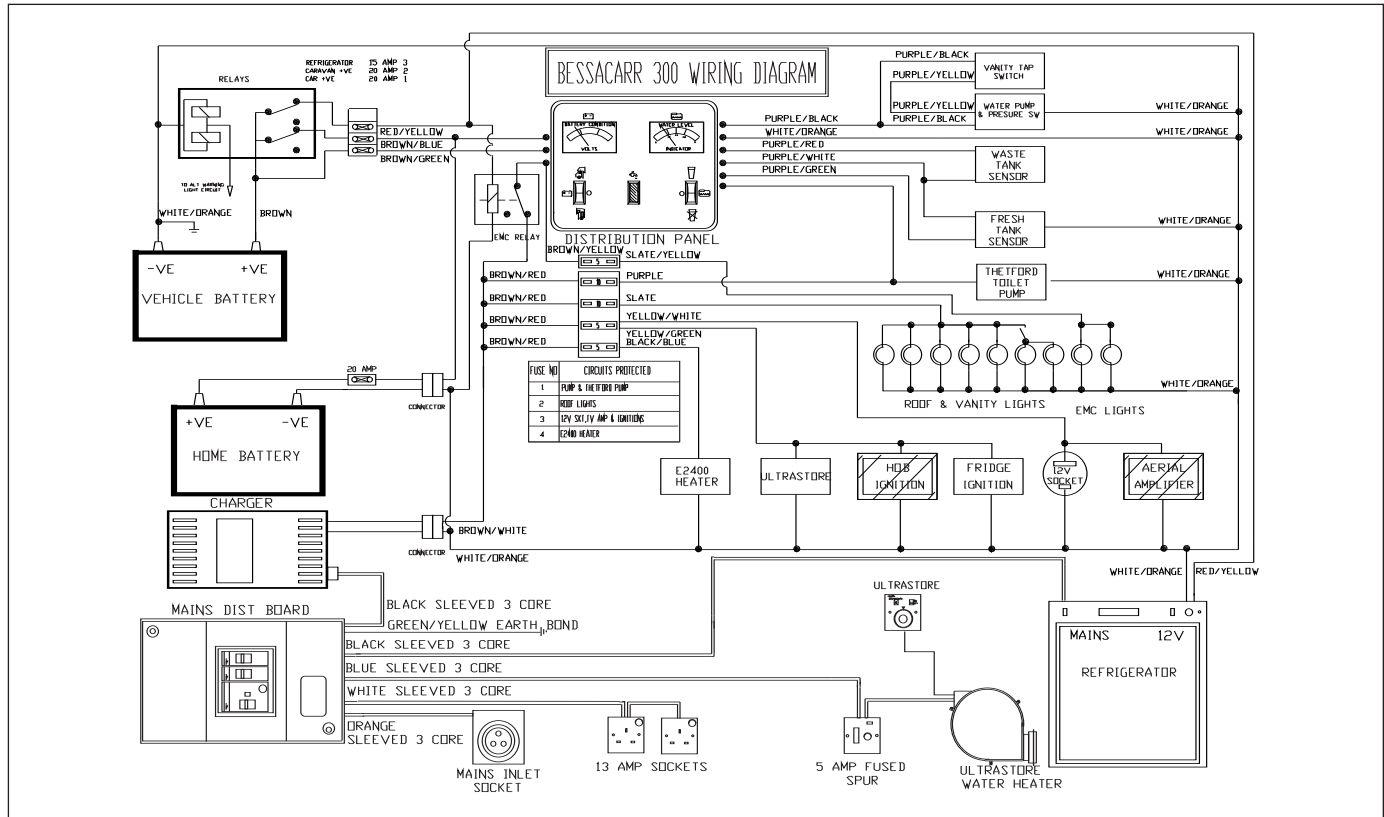 BESSACARR 300 WIRING DIAGRAM
REFRIGERATOR 15 AMP 3
CARAVAN +VE 20 AMP 2
CAR +VE 20 AMP 1
RELAYS
RED/YELLOW
BROWN/BLUE
BROWN/GREEN
TO ALT WARNING
LIGHT CIRCUIT
WHITE/ORANGE
BROWN
-VE +VE
VEHICLE BATTERY
EMC RELAY
BATTERY CONDITION
VOLTS
WATER LEVEL
INDICATOR
DISTRIBUTION PANEL
PURPLE/BLACK
PURPLE/YELLOW
VANITY TAP
SWITCH
PURPLE/YELLOW
PURPLE/BLACK
WATER PUMP
& PRESURE SW
WHITE/ORANGE
PURPLE/BLACK
WHITE/ORANGE
WHITE/ORANGE
PURPLE/RED
PURPLE/WHITE
PURPLE/GREEN
WASTE
TANK
SENSOR
FRESH
TANK
SENSOR
WHITE/ORANGE
THETFORD
TOILET
PUMP
WHITE/ORANGE
BROWN/YELLOW
5
SLATE/YELLOW
BROWN/RED
10
PURPLE
BROWN/RED
10
SLATE
BROWN/RED
5
YELLOW/WHITE
YELLOW/GREEN
BROWN/RED
5
BLACK/BLUE
FUSE NO CIRCUITS PROTECTED
1 PUMP & THETFORD PUMP
2 ROOF LIGHTS
3 12V SKT,TV AMP & IGNITIONS
4 E2400 HEATER
WHITE/ORANGE
ROOF & VANITY LIGHTS
EMC LIGHTS
20 AMP
CONNECTOR
+VE -VE
HOME BATTERY
E2400
HEATER
ULTRASTORE
HOB
IGNITION
FRIDGE
IGNITION
12V
SOCKET
AERIAL
AMPLIFIER
CHARGER
CONNECTOR
BROWN/WHITE
WHITE/ORANGE
WHITE/ORANGE
RED/YELLOW
MAINS DIST BOARD
BLACK SLEEVED 3 CORE
GREEN/YELLOW EARTH BOND
BLACK SLEEVED 3 CORE
BLUE SLEEVED 3 CORE
WHITE SLEEVED 3 CORE
ORANGE
SLEEVED 3 CORE
MAINS INLET
SOCKET
13 AMP SOCKETS
5 AMP FUSED
SPUR
ULTRASTORE
ULTRASTORE
WATER HEATER
MAINS 12V
REFRIGERATOR